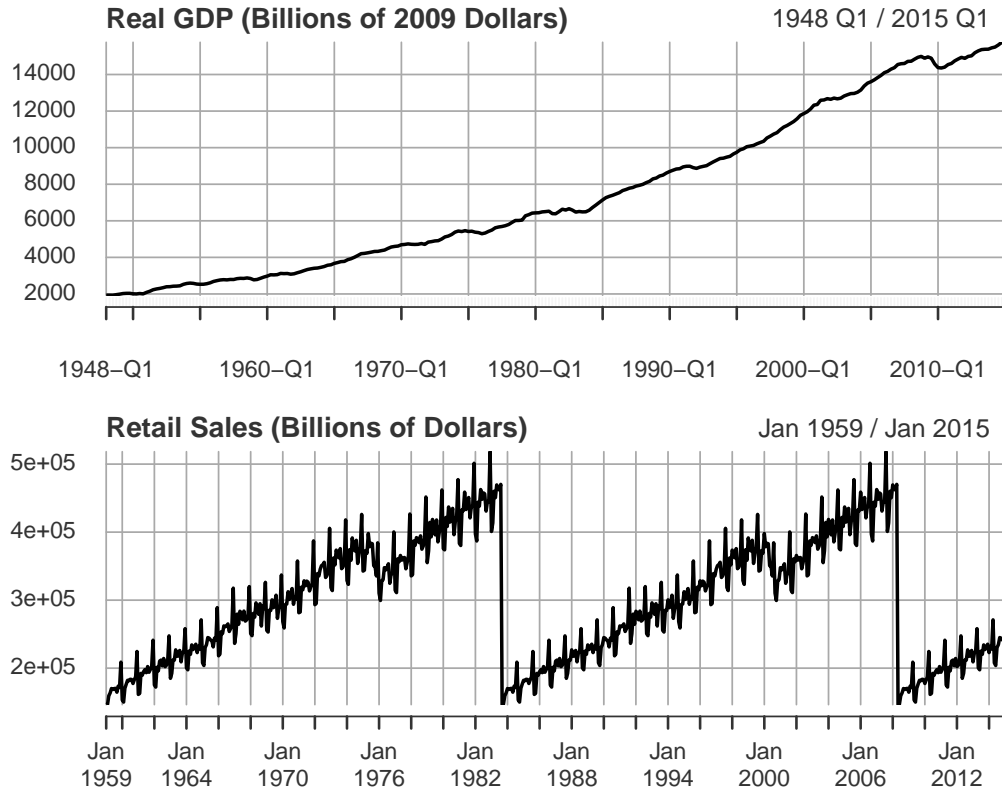 Real GDP (Billions of 2009 Dollars) 1948 Q1 / 2015 Q1
14000
12000
10000
8000
6000
4000
2000
1948−Q1 1960−Q1 1970−Q1 1980−Q1 1990−Q1 2000−Q1 2010−Q1
Retail Sales (Billions of Dollars) Jan 1959 / Jan 2015
5e+05
4e+05
3e+05
2e+05
Jan Jan Jan Jan Jan Jan Jan Jan Jan Jan
1959 1964 1970 1976 1982 1988 1994 2000 2006 2012